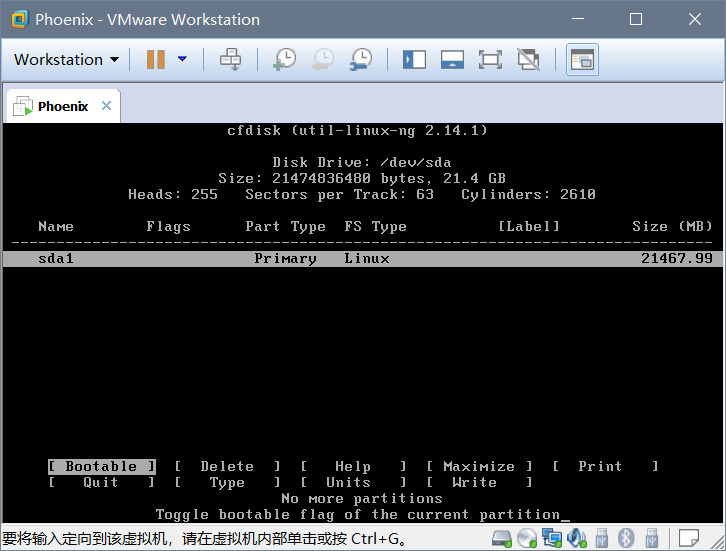 Phoenix - VMware Workstation
Workstation
Phoenix
cfdisk (util-linux-ng 2.14.1)
Disk Drive: /dev/sda
Size: 21474836480 bytes, 21.4 GB
Heads: 255 Sectors per Track: 63 Cylinders: 2610
Name Flags Part Type FS Type [Label] Size (MB)
sda1 Primary Linux 21467.99
[ Bootable ] [ Delete ] [ Help ] [ Maximize ] [ Print ]
[ Quit ] [ Type ] [ Units ] [ Write ]
No more partitions
Toggle bootable flag of the current partition_
要将输入定向到该虚拟机，请在虚拟机内部单击或按 Ctrl+G。